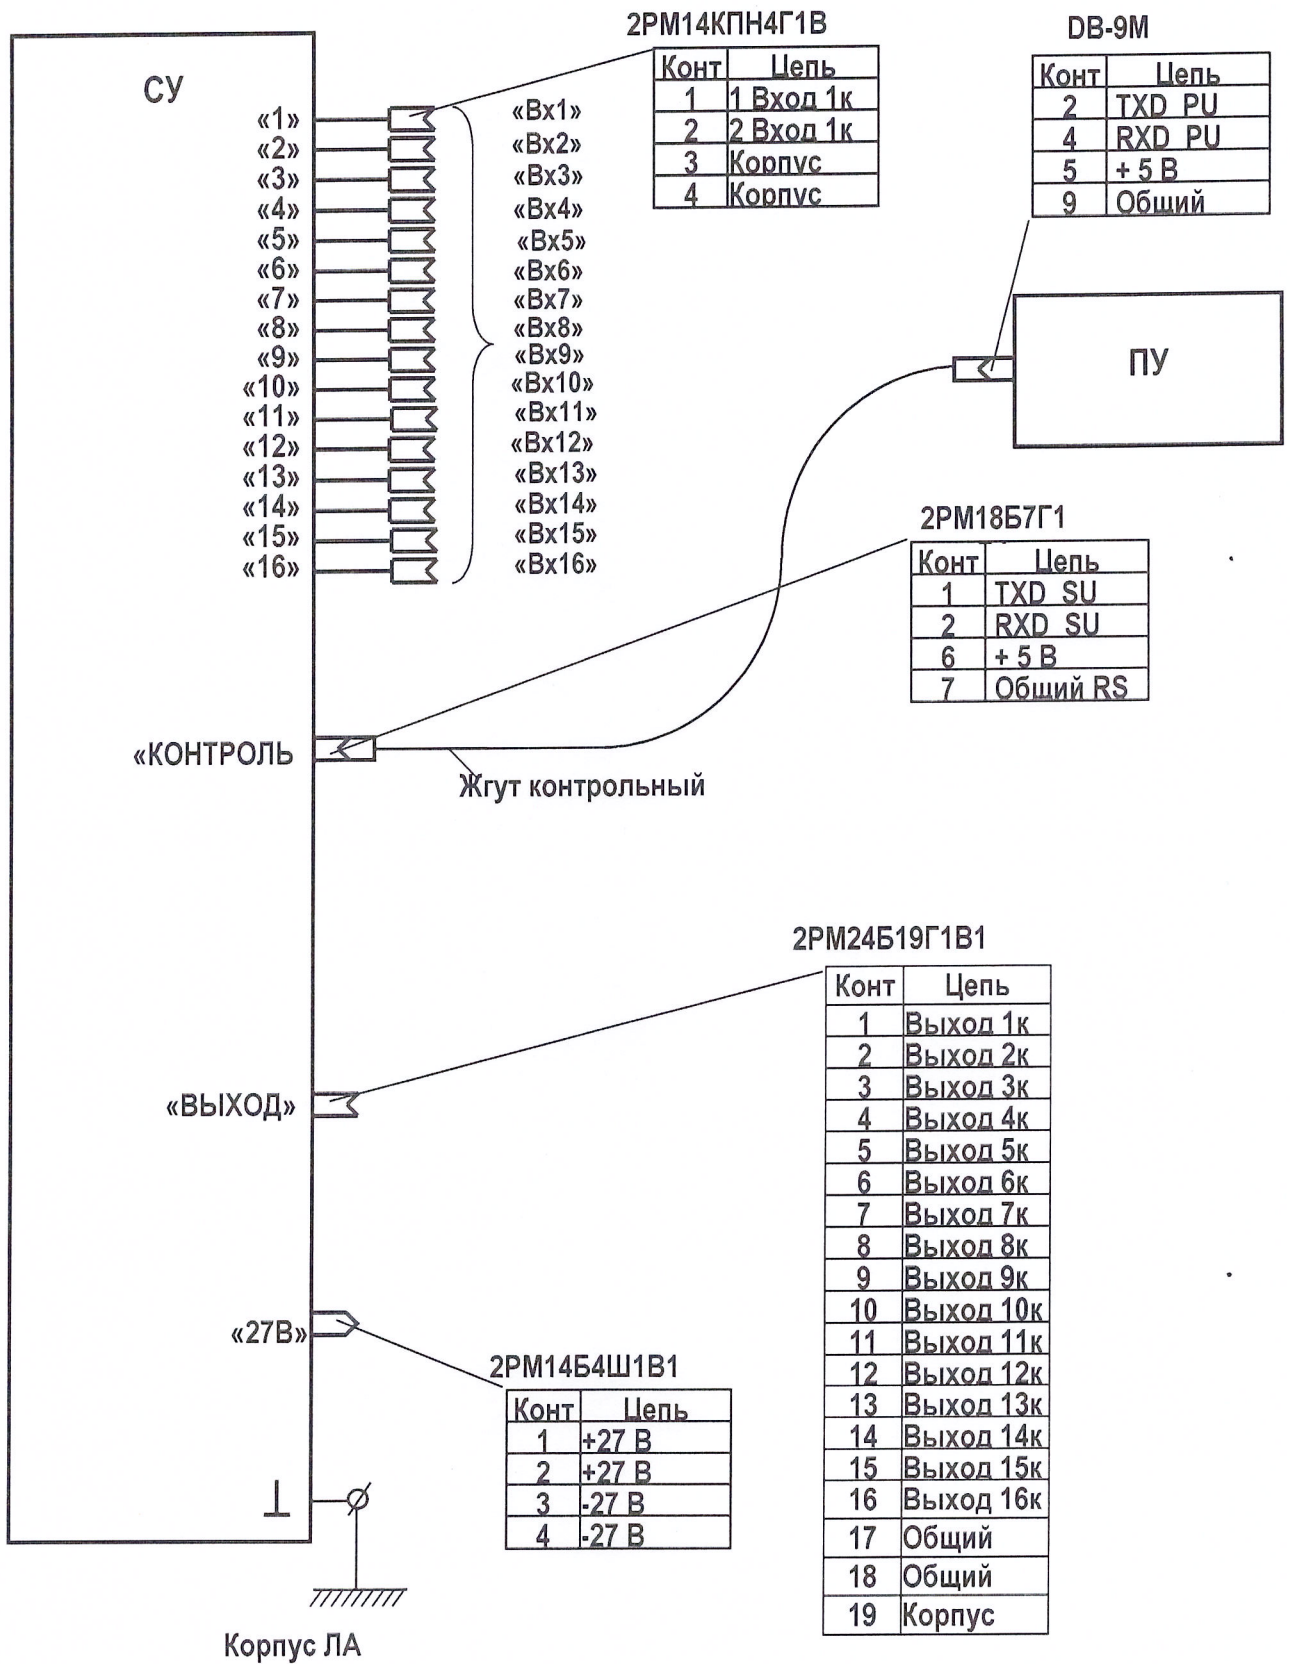 СУ
«1»
«2»
«3»
«4»
«5»
«6»
«7»
«8»
«9»
«10»
«11»
«12»
«13»
«14»
«15»
«16»
«Вх1»
«Вх2»
«Вх3»
«Вх4»
«Вх5»
«Вх6»
«Вх7»
«Вх8»
«Вх9»
«Вх10»
«Вх11»
«Вх12»
«Вх13»
«Вх14»
«Вх15»
«Вх16»
2РМ14КПН4Г1В
Конт Цепь
1 1 Вход 1к
2 2 Вход 1к
3 Корпус
4 Корпус
DB-9M
Конт Цепь
2 TXD PU
4 RXD PU
5 + 5 В
9 Общий
ПУ
2РМ18Б7Г1
Конт Цепь
1 TXD SU
2 RXD SU
6 + 5 В
7 Общий RS
«КОНТРОЛЬ
Жгут контрольный
2РМ24Б19Г1В1
Конт Цепь
1 Выход 1к
2 Выход 2к
3 Выход 3к
4 Выход 4к
5 Выход 5к
6 Выход 6к
7 Выход 7к
8 Выход 8к
9 Выход 9к
10 Выход 10к
11 Выход 11к
12 Выход 12к
13 Выход 13к
14 Выход 14к
15 Выход 15к
16 Выход 16к
17 Общий
18 Общий
19 Корпус
«ВЫХОД»
«27В»
2РМ14Б4Ш1В1
Конт Цепь
1 +27 В
2 +27 В
3 -27 В
4 -27 В
Корпус ЛА